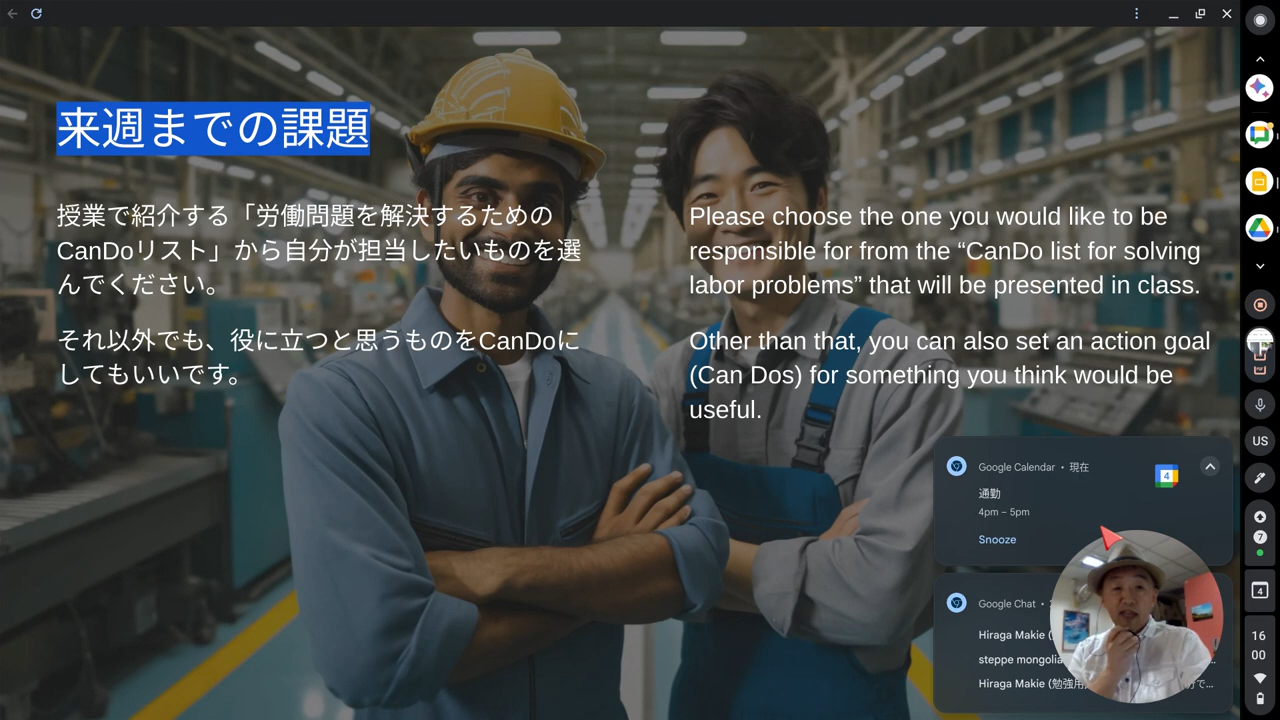 来週までの課題
授業で紹介する「労働問題を解決するための
CanDoリスト」から自分が担当したいものを選
んでください。
それ以外でも、役に立つと思うものをCanDoに
してもいいです。
Please choose the one you would like to be
responsible for from the “CanDo list for solving
labor problems” that will be presented in class.
Other than that, you can also set an action goal
(Can Dos) for something you think would be
useful.
Google Calendar • 現在
4
通勤
4pm – 5pm
Snooze
Google Chat •
Hiraga Makie (
steppe mongolia
Hiraga Makie (勉強用
US
7
4
16
00